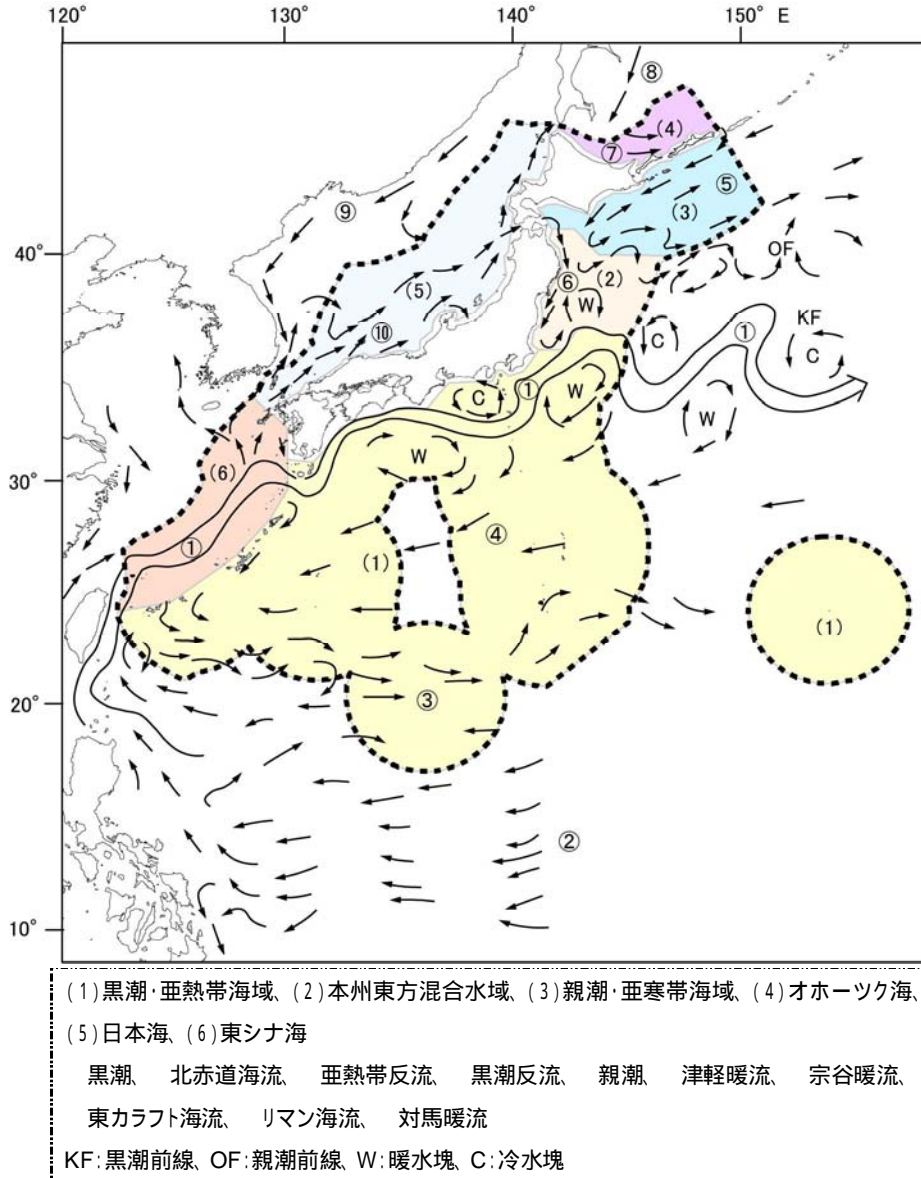 120° 130° 140° 150° E
⑧
(4)
⑦
⑤
(3)
⑨
40°
OF
⑥ (2)
(5)
W
KF
⑩
C ① C
C ① W
W
W
(6)
30°
④
① (1)
(1)
20°
③
②
10°
(1)黒潮・亜熱帯海域、(2)本州東方混合水域、(3)親潮・亜寒帯海域、(4)オホーツク海、
(5)日本海、(6)東シナ海
黒潮、 北赤道海流、 亜熱帯反流、 黒潮反流、 親潮、 津軽暖流、 宗谷暖流、
東カラフト海流、 リマン海流、 対馬暖流
KF:黒潮前線、OF:親潮前線、W:暖水塊、C:冷水塊